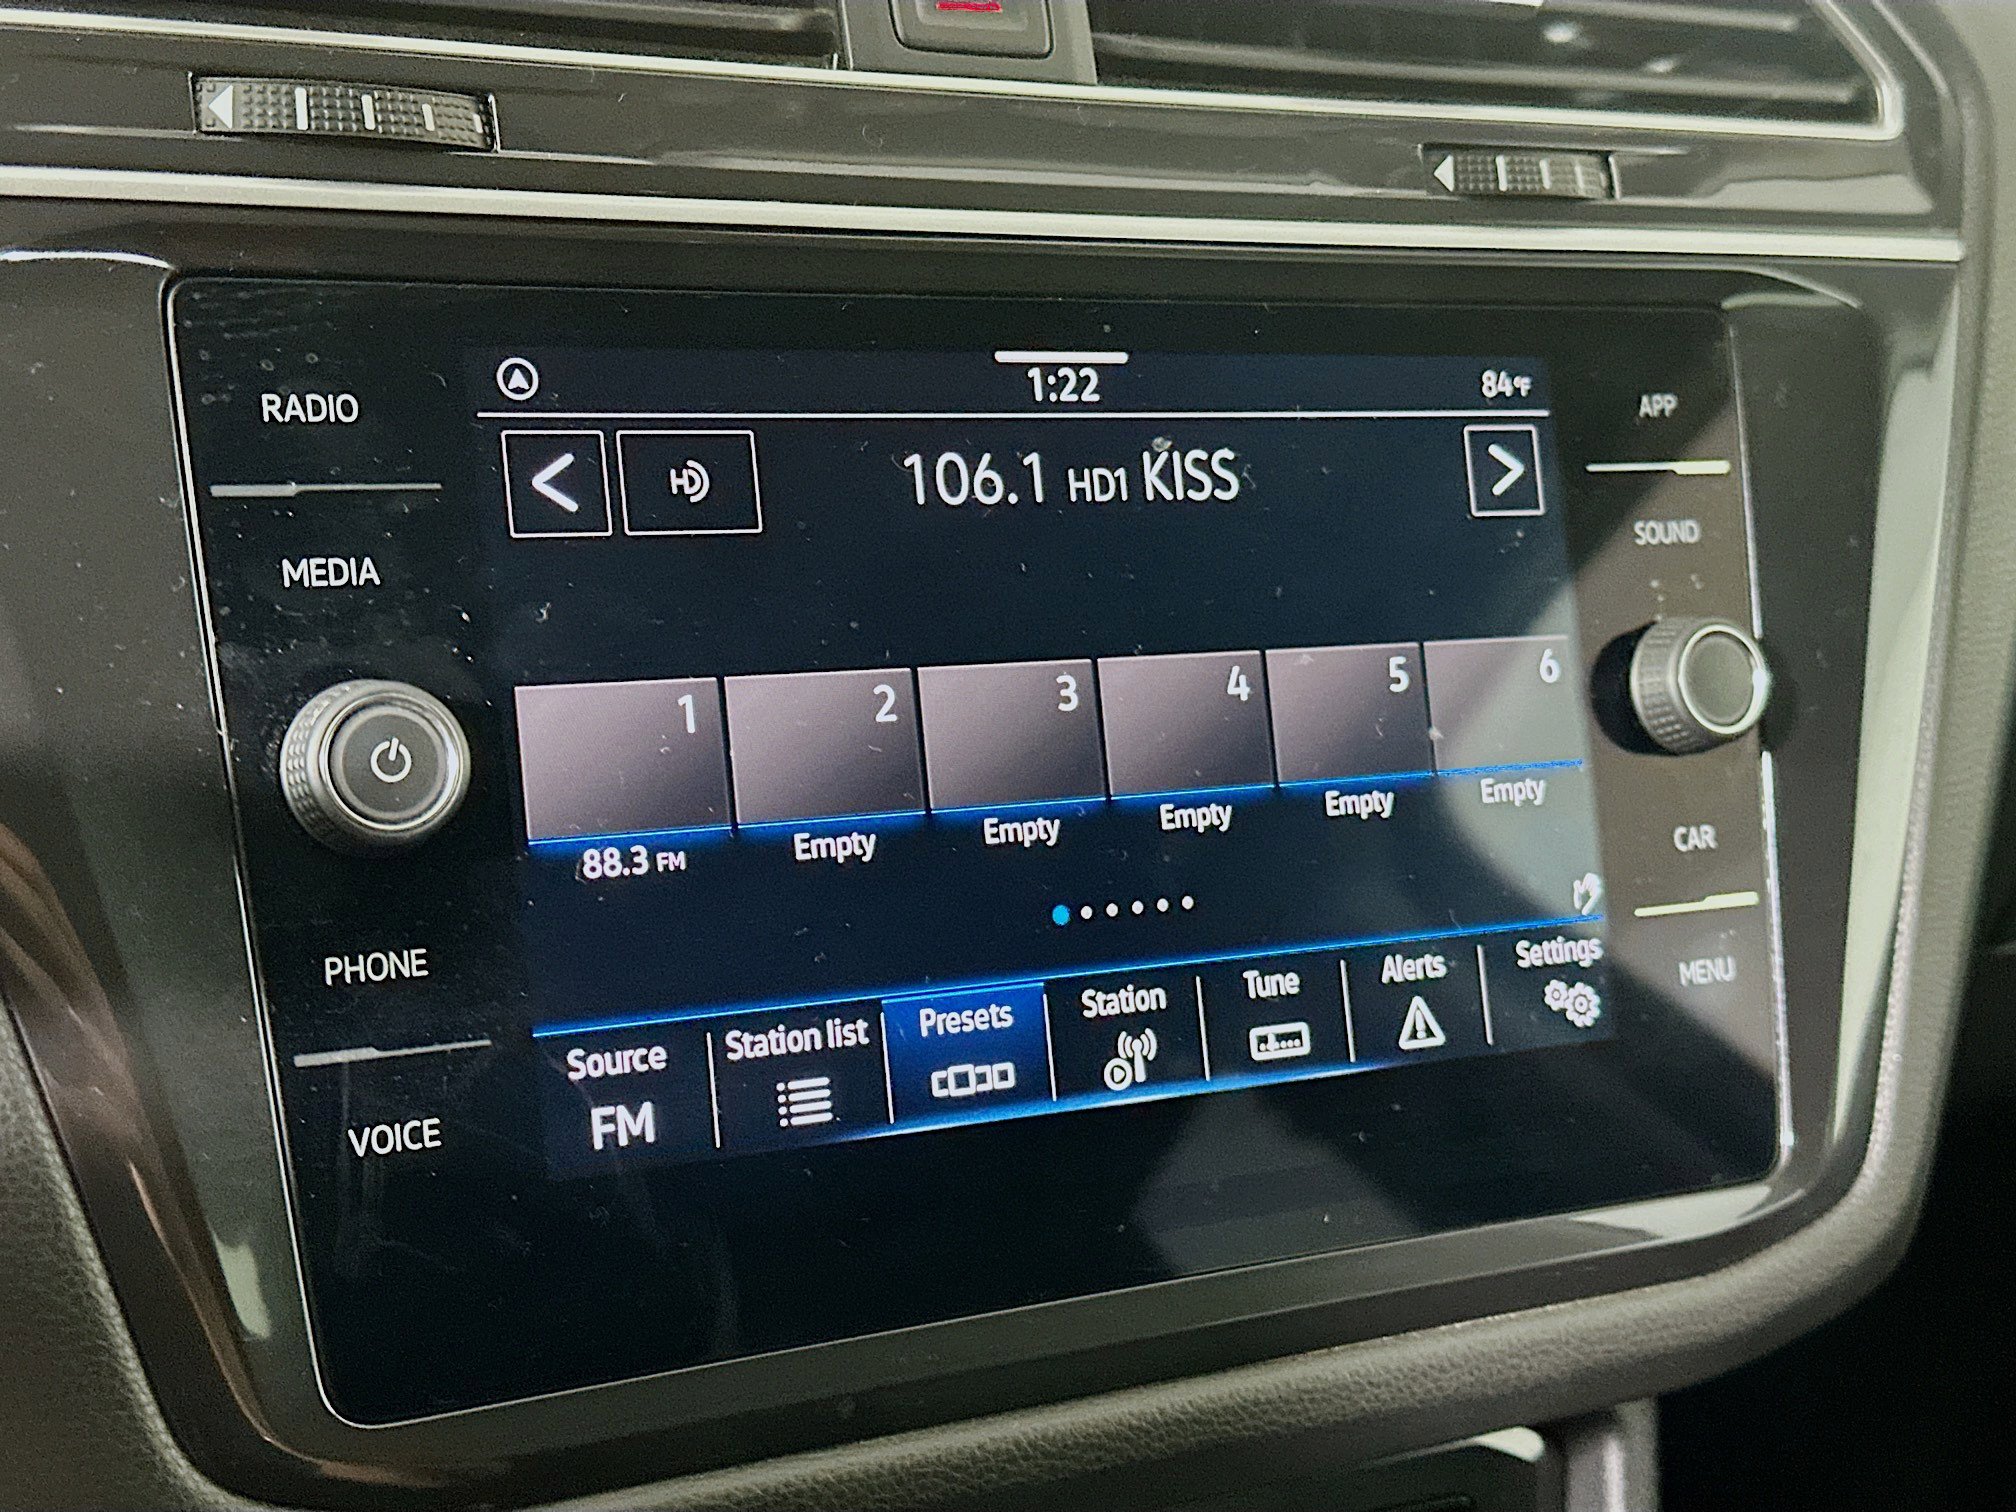 1:22
84°F
RADIO
APP
HD
106.1 HD1 KISS
SOUND
MEDIA
1
2
3
4
5
6
88.3 FM
Empty
Empty
Empty
Empty
Empty
CAR
PHONE
MENU
Source
FM
Station list
Presets
Station
Tune
Alerts
Settings
VOICE